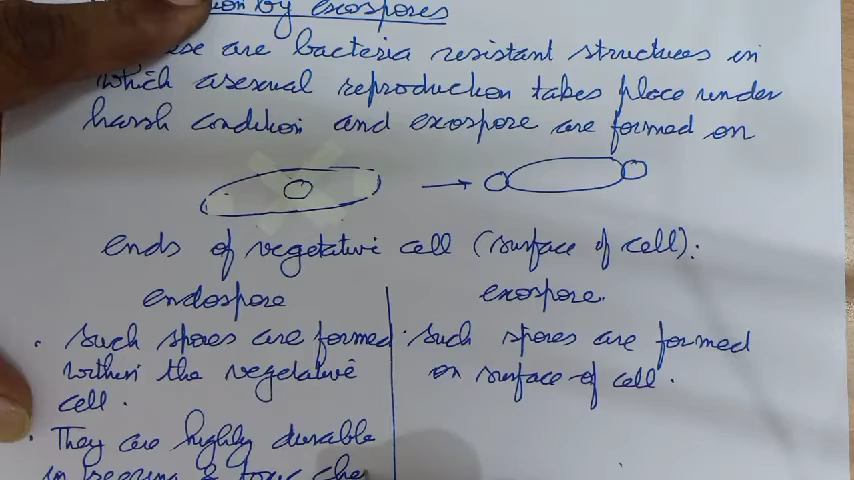 by exospores
are bacteria resistant structures in
which asexual reproduction takes place under
harsh condition and exospore are formed on
ends of vegetative cell (surface of cell).
endospore
exospore.
. Such spores are formed
within the vegetative
cell.
. Such spores are formed
on surface of cell.
. They are highly durable